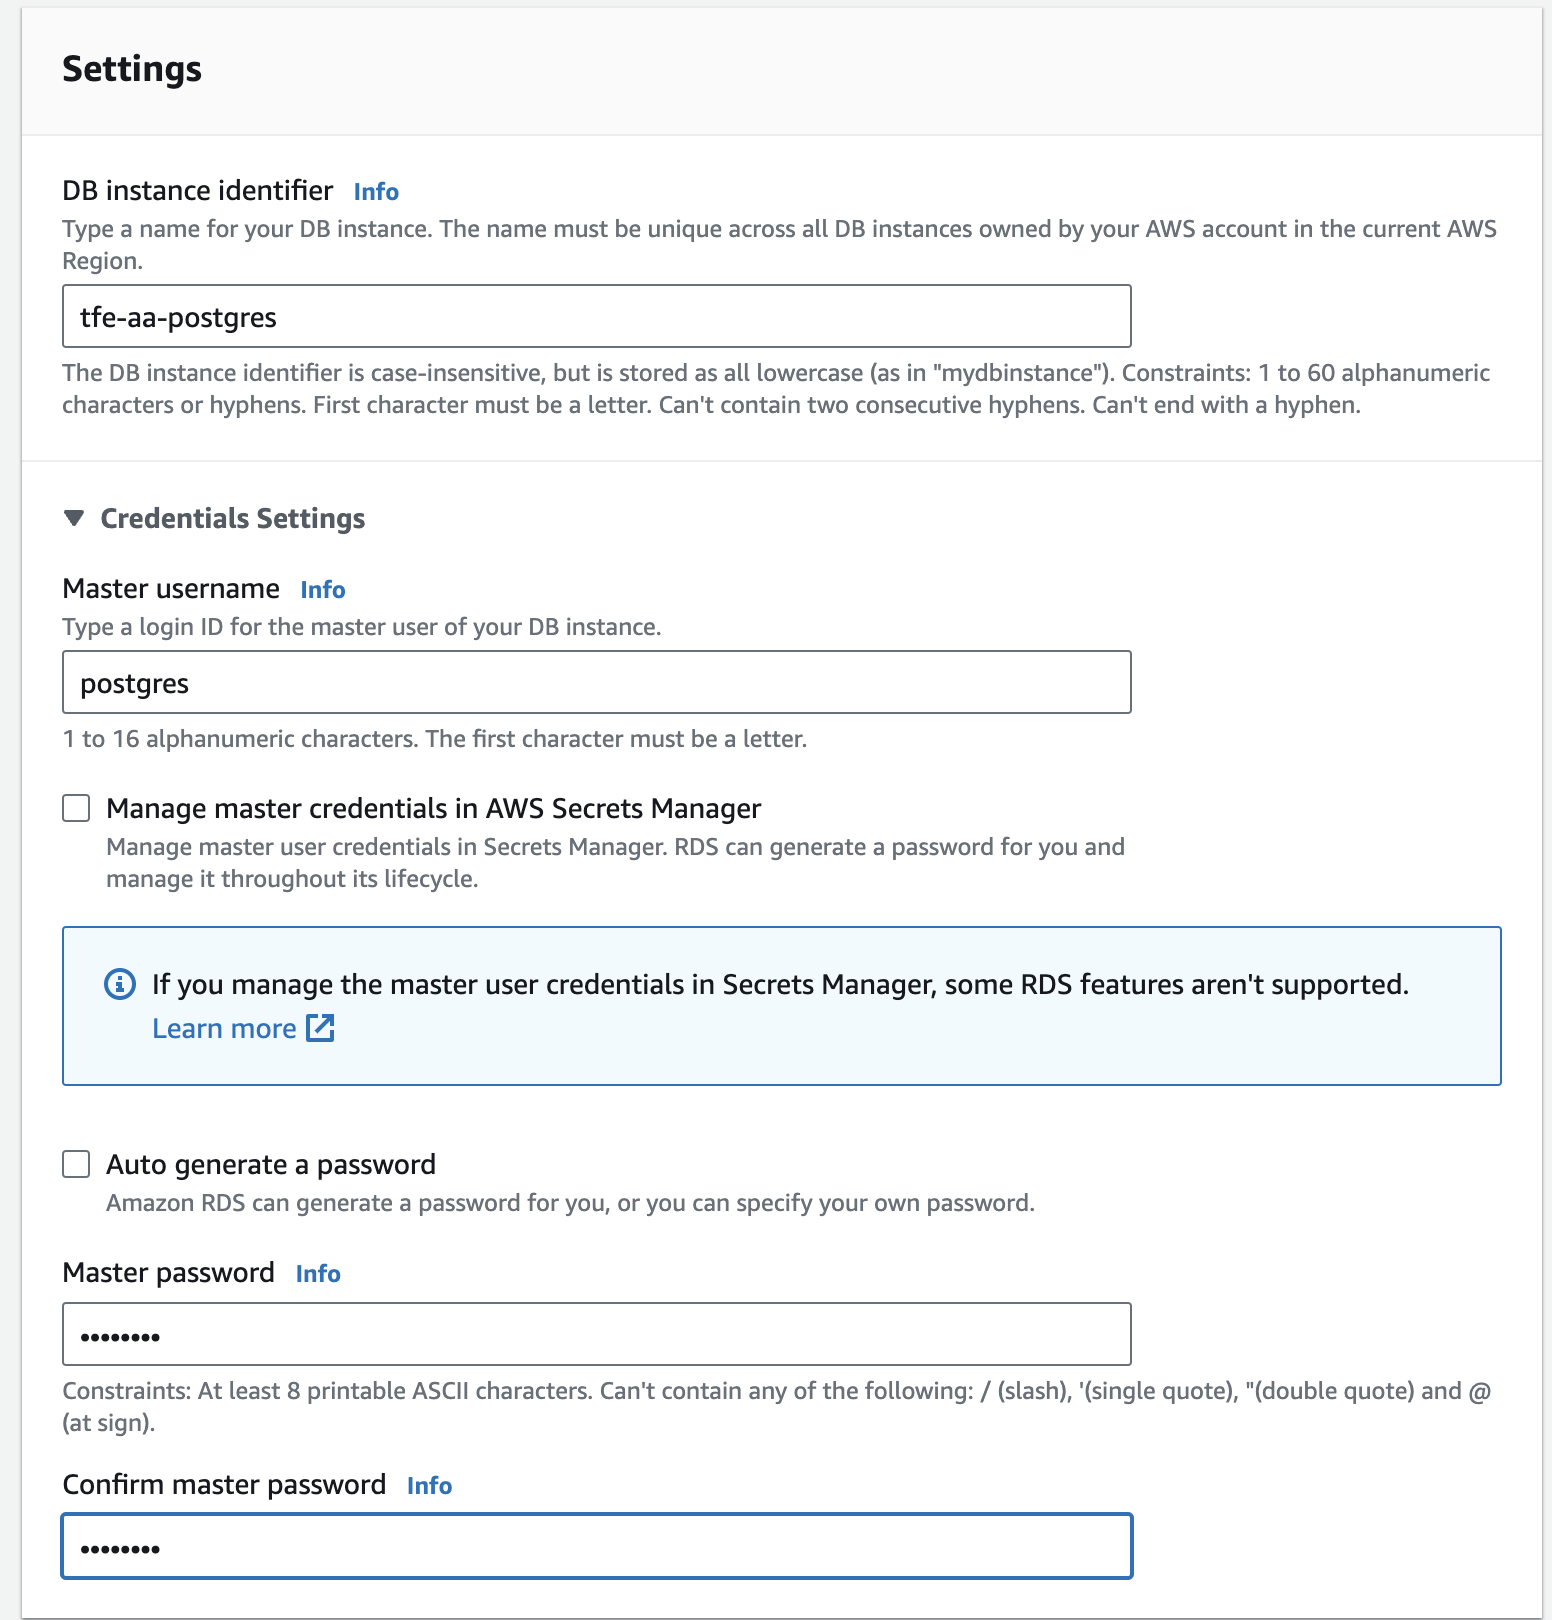 Settings
DB instance identifier Info
Type a name for your DB instance. The name must be unique across all DB instances owned by your AWS account in the current AWS
Region.
tfe-aa-postgres
The DB instance identifier is case-insensitive, but is stored as all lowercase (as in "mydbinstance"). Constraints: 1 to 60 alphanumeric
characters or hyphens. First character must be a letter. Can't contain two consecutive hyphens. Can't end with a hyphen.
Credentials Settings
Master username Info
Type a login ID for the master user of your DB instance.
postgres
1 to 16 alphanumeric characters. The first character must be a letter.
Manage master credentials in AWS Secrets Manager
Manage master user credentials in Secrets Manager. RDS can generate a password for you and
manage it throughout its lifecycle.
If you manage the master user credentials in Secrets Manager, some RDS features aren't supported.
Learn more
Auto generate a password
Amazon RDS can generate a password for you, or you can specify your own password.
Master password Info
••••••••
Constraints: At least 8 printable ASCII characters. Can't contain any of the following: / (slash), '(single quote), "(double quote) and @
(at sign).
Confirm master password Info
••••••••